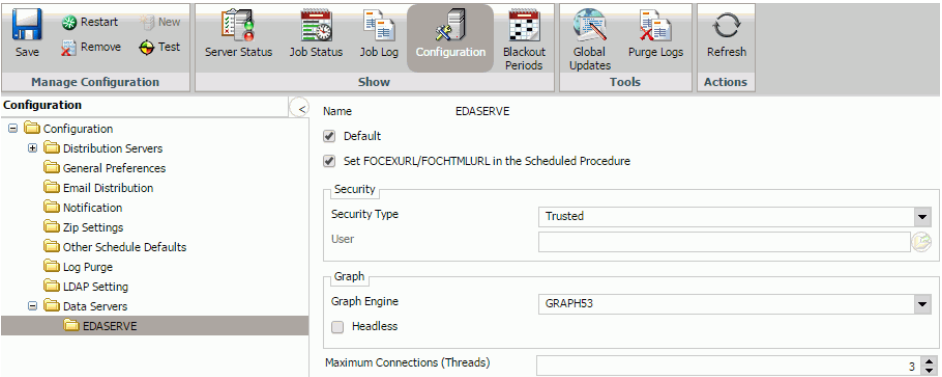 Restart New
Save Remove Test
Server Status Job Status Job Log Configuration Blackout Periods Global Updates Purge Logs Refresh
Manage Configuration Show Tools Actions
Configuration
Configuration
Distribution Servers
General Preferences
Email Distribution
Notification
Zip Settings
Other Schedule Defaults
Log Purge
LDAP Setting
Data Servers
EDASERVE
Name EDASERVE
Default
Set FOCEXURL/FOCHTMLURL in the Scheduled Procedure
Security
Security Type Trusted
User
Graph
Graph Engine GRAPH53
Headless
Maximum Connections (Threads) 3